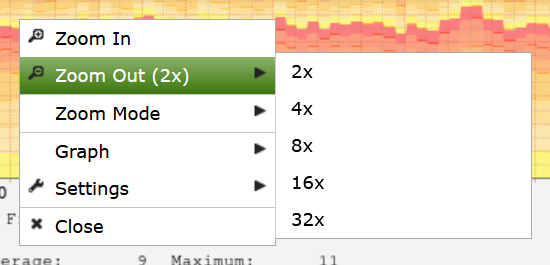 Zoom In
Zoom Out (2x)
Zoom Mode
Graph
Settings
Close
2x
4x
8x
16x
32x
0
F
erage: 9 Maximum: 11